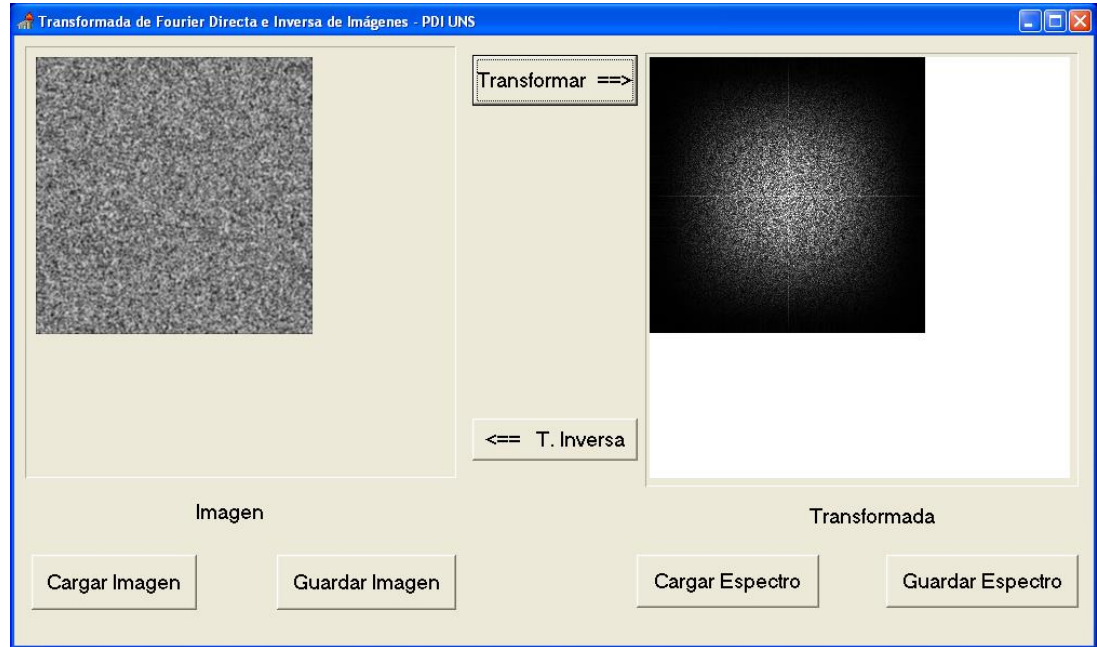 Transformada de Fourier Directa e Inversa de Imágenes - PDI UNS
Transformar ==>
<== T. Inversa
Imagen
Transformada
Cargar Imagen
Guardar Imagen
Cargar Espectro
Guardar Espectro